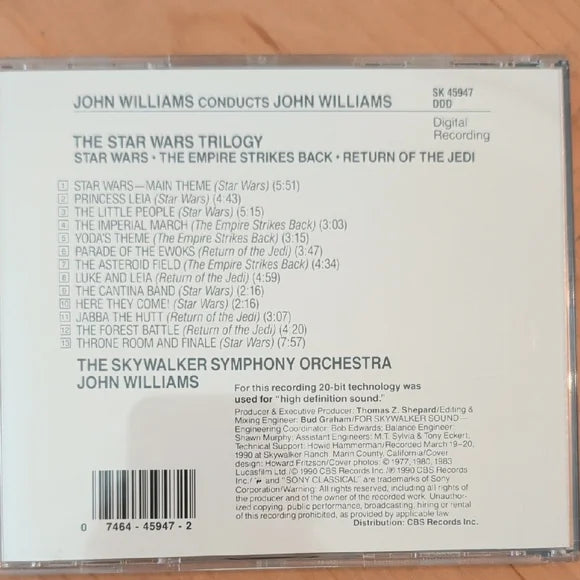 JOHN WILLIAMS CONDUCTS JOHN WILLIAMS
SK 45947
DDD
Digital
Recording
THE STAR WARS TRILOGY
STAR WARS • THE EMPIRE STRIKES BACK • RETURN OF THE JEDI
1 STAR WARS—MAIN THEME (Star Wars) (5:51)
2 PRINCESS LEIA (Star Wars) (4:43)
3 THE LITTLE PEOPLE (Star Wars) (5:15)
4 THE IMPERIAL MARCH (The Empire Strikes Back) (3:03)
5 YODA'S THEME (The Empire Strikes Back) (3:15)
6 PARADE OF THE EWOKS (Return of the Jedi) (3:47)
7 THE ASTEROID FIELD (The Empire Strikes Back) (4:34)
8 LUKE AND LEIA (Return of the Jedi) (4:59)
9 THE CANTINA BAND (Star Wars) (2:16)
10 HERE THEY COME! (Star Wars) (2:16)
11 JABBA THE HUTT (Return of the Jedi) (3:07)
12 THE FOREST BATTLE (Return of the Jedi) (4:20)
13 THRONE ROOM AND FINALE (Star Wars) (7:57)
THE SKYWALKER SYMPHONY ORCHESTRA
JOHN WILLIAMS
For this recording 20-bit technology was
used for "high definition sound."
Producer & Executive Producer: Thomas Z. Shepard/Editing &
Mixing Engineer: Bud Graham/FOR SKYWALKER SOUND—
Engineering Coordinator: Bob Edwards: Balance Engineer:
Shawn Murphy: Assistant Engineers: M.T. Sylvia & Tony Eckert;
Technical Support: Howie Hammerman/Recorded March 19–20,
1990 at Skywalker Ranch, Marin County, California/Cover
design: Howard Fritzson/Cover photos: © 1977, 1980, 1983
Lucasfilm Ltd./© 1990 CBS Records Inc./℗ 1990 CBS Records
Inc./ and "SONY CLASSICAL" are trademarks of Sony
Corporation/Warning: All rights reserved, including all rights of
the producer and of the owner of the recorded work. Unauthor-
ized copying, public performance, broadcasting, hiring or rental
of this recording prohibited, as provided by applicable law.
Distribution: CBS Records Inc.
0 7464-45947-2